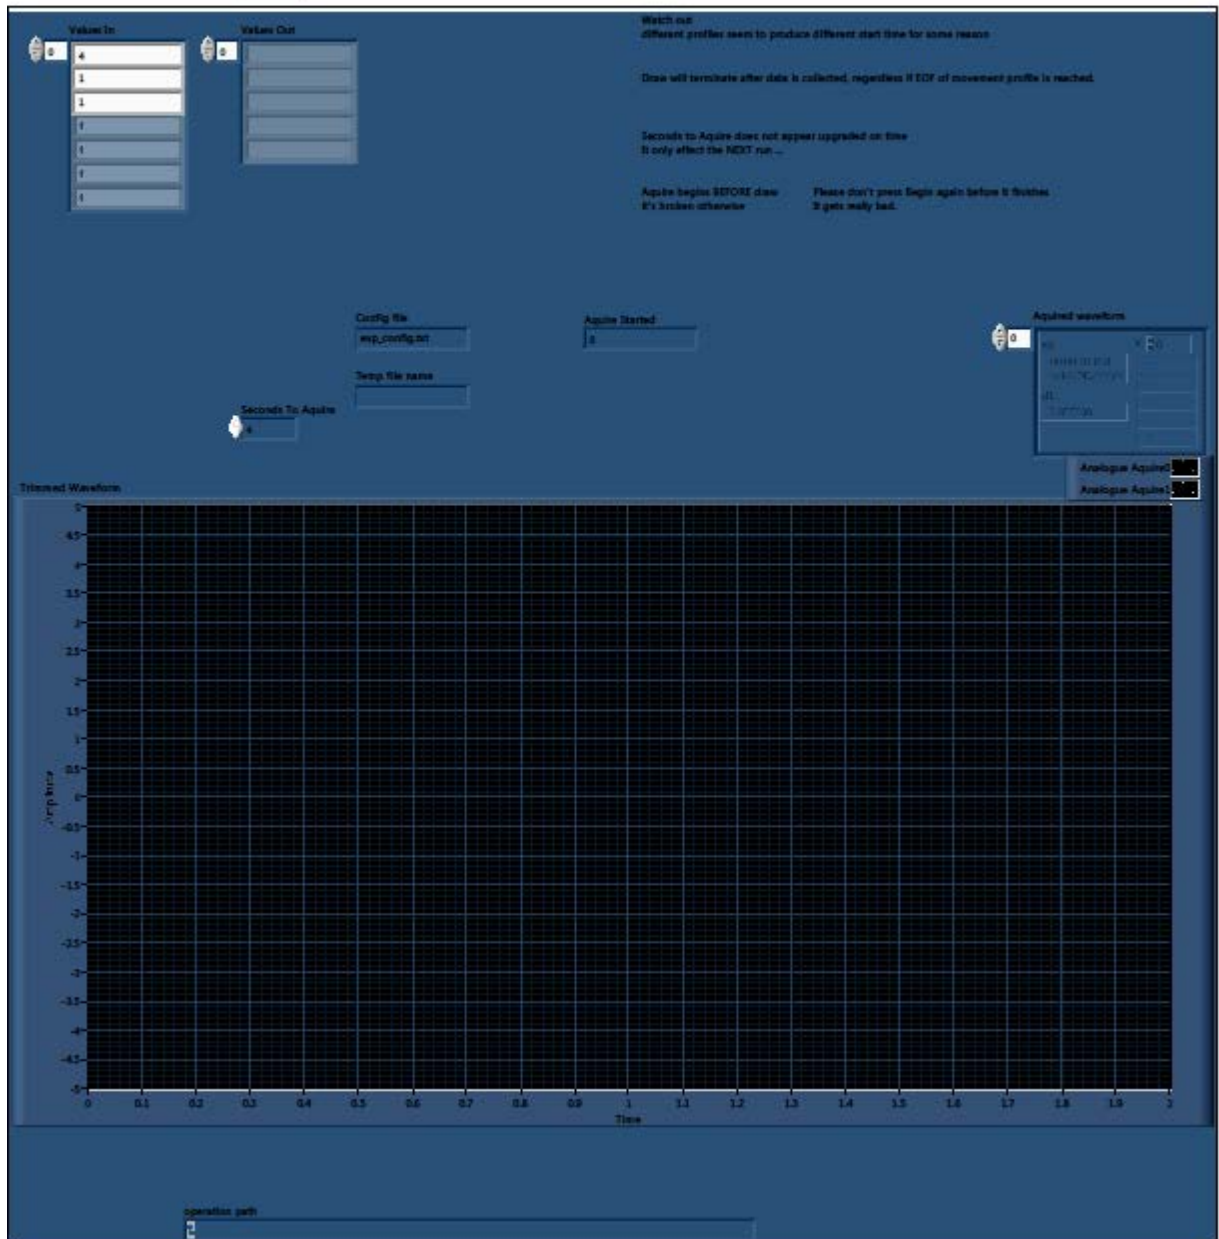 Values In
Values Out
0
4
1
1
0
Watch out
different profiles seem to produce different start time for some reason
Draw will terminate after data is collected, regardless if EOF of movement profile is reached.
Seconds to Aquire does not appear upgraded on time
It only effect the NEXT run ...
Aquire begins BEFORE draw
It's broken otherwise
Please don't press Begin again before it finishes
It gets really bad.
Config file
esp_config.txt
Temp file name
Seconds To Aquire
Aquire Started
Aquired waveform
0
Analogue Aquire0
Analogue Aquire1
Trimmed Waveform
5
4.5
4
3.5
3
2.5
2
1.5
1
0.5
0
-0.5
-1
-1.5
-2
-2.5
-3
-3.5
-4
-4.5
-5
Amplitude
0 0.1 0.2 0.3 0.4 0.5 0.6 0.7 0.8 0.9 1 1.1 1.2 1.3 1.4 1.5 1.6 1.7 1.8 1.9 2
Time
operation path